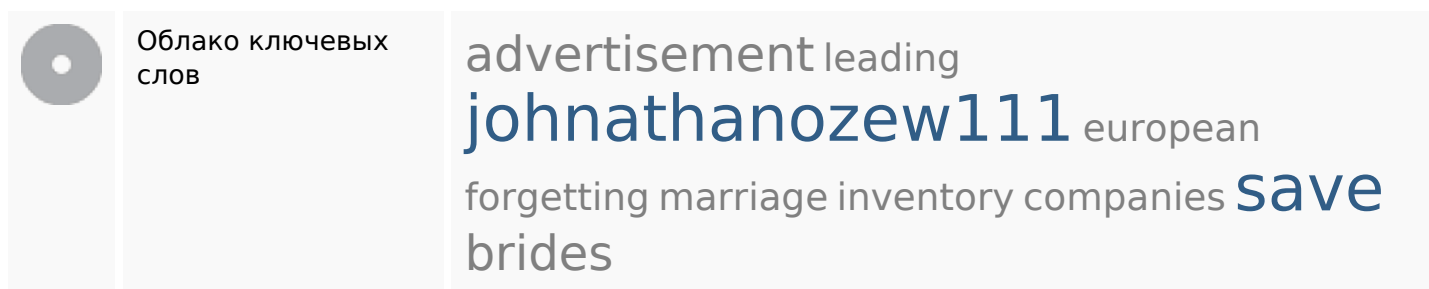 Облако ключевых
слов
advertisement leading
johnathanozew111 european
forgetting marriage inventory companies save
brides